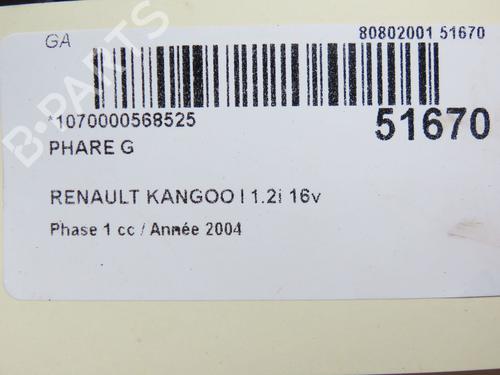 GA
80802001 51670
*1070000568525
51670
PHARE G
RENAULT KANGOO I 1.2i 16v
Phase 1 cc / Année 2004
B-PARTS